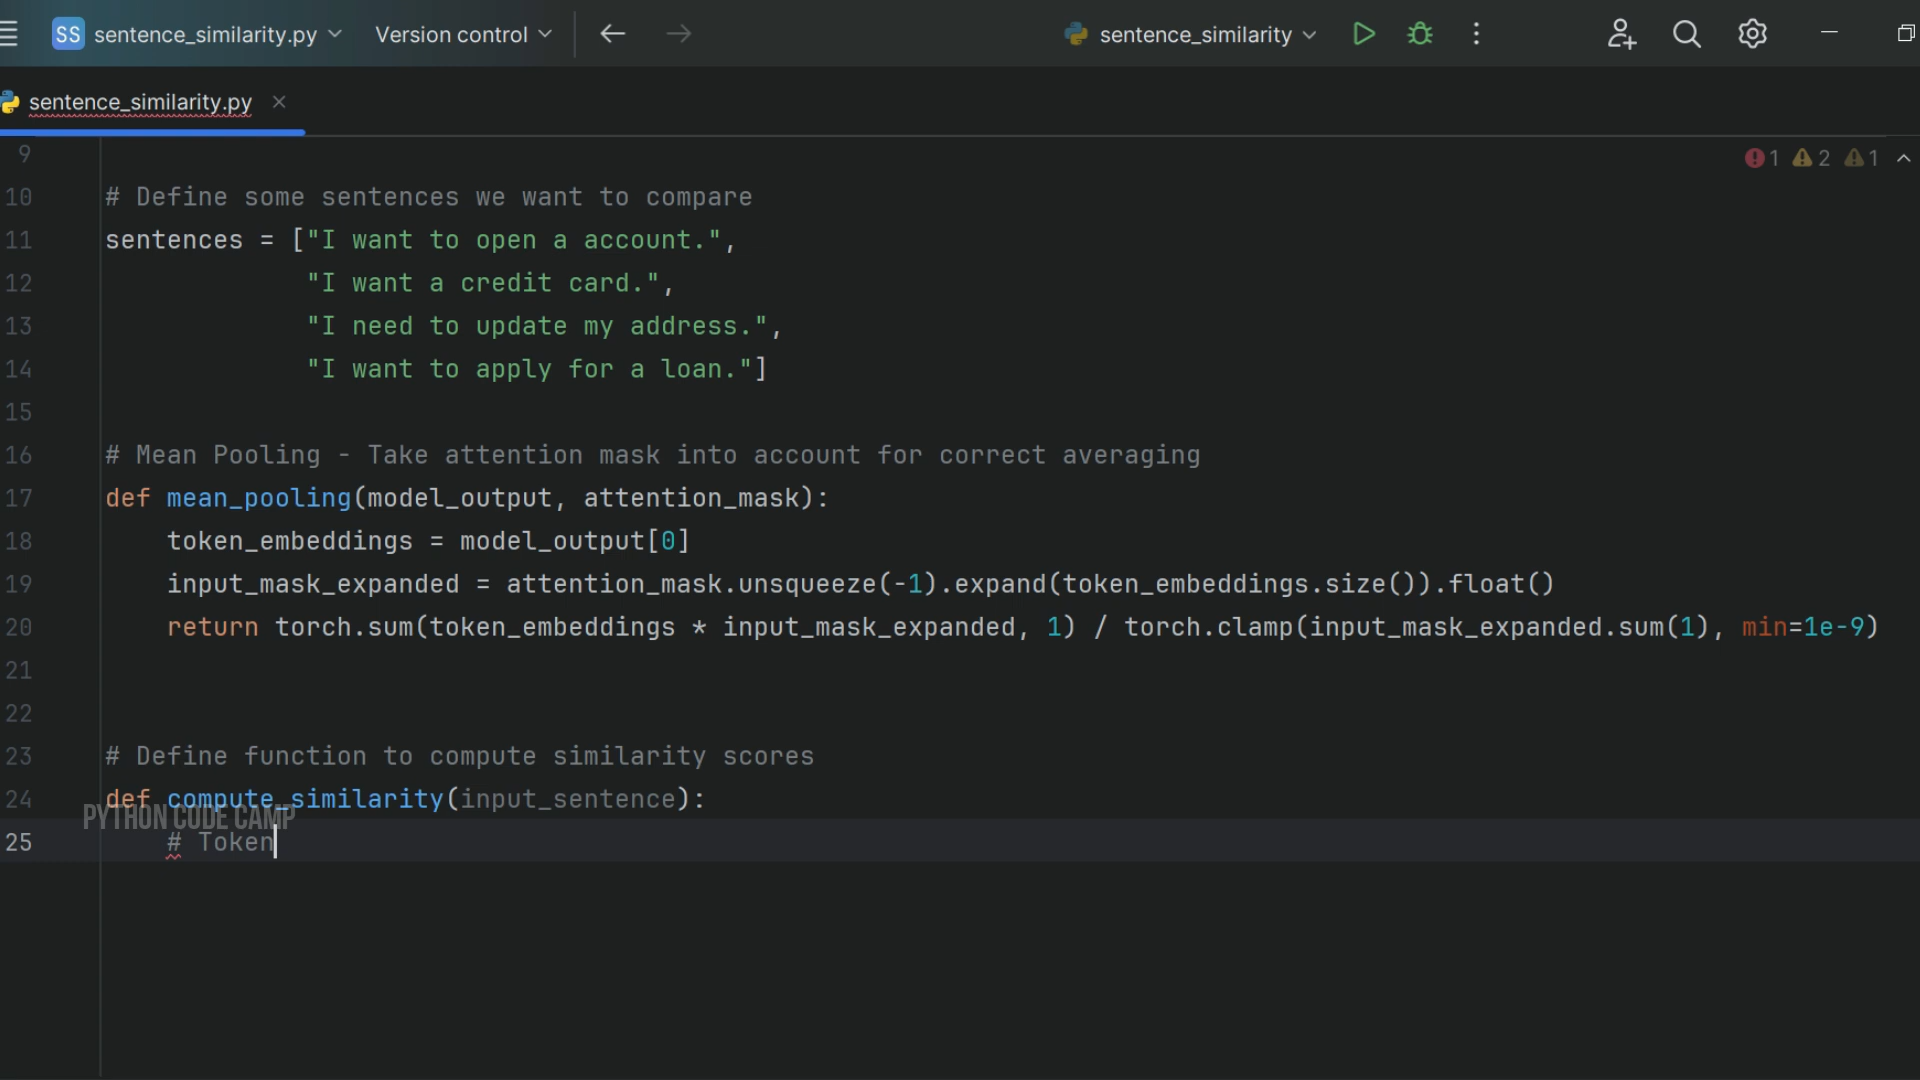 SS sentence_similarity.py Version control sentence_similarity
sentence_similarity.py
1 2 1
9
10 # Define some sentences we want to compare
11 sentences = ["I want to open a account.",
12 "I want a credit card.",
13 "I need to update my address.",
14 "I want to apply for a loan."]
15
16 # Mean Pooling - Take attention mask into account for correct averaging
17 def mean_pooling(model_output, attention_mask):
18 token_embeddings = model_output[0]
19 input_mask_expanded = attention_mask.unsqueeze(-1).expand(token_embeddings.size()).float()
20 return torch.sum(token_embeddings * input_mask_expanded, 1) / torch.clamp(input_mask_expanded.sum(1), min=1e-9)
21
22
23 # Define function to compute similarity scores
24 def compute_similarity(input_sentence):
PYTHON CODE CAMP
25 # Token